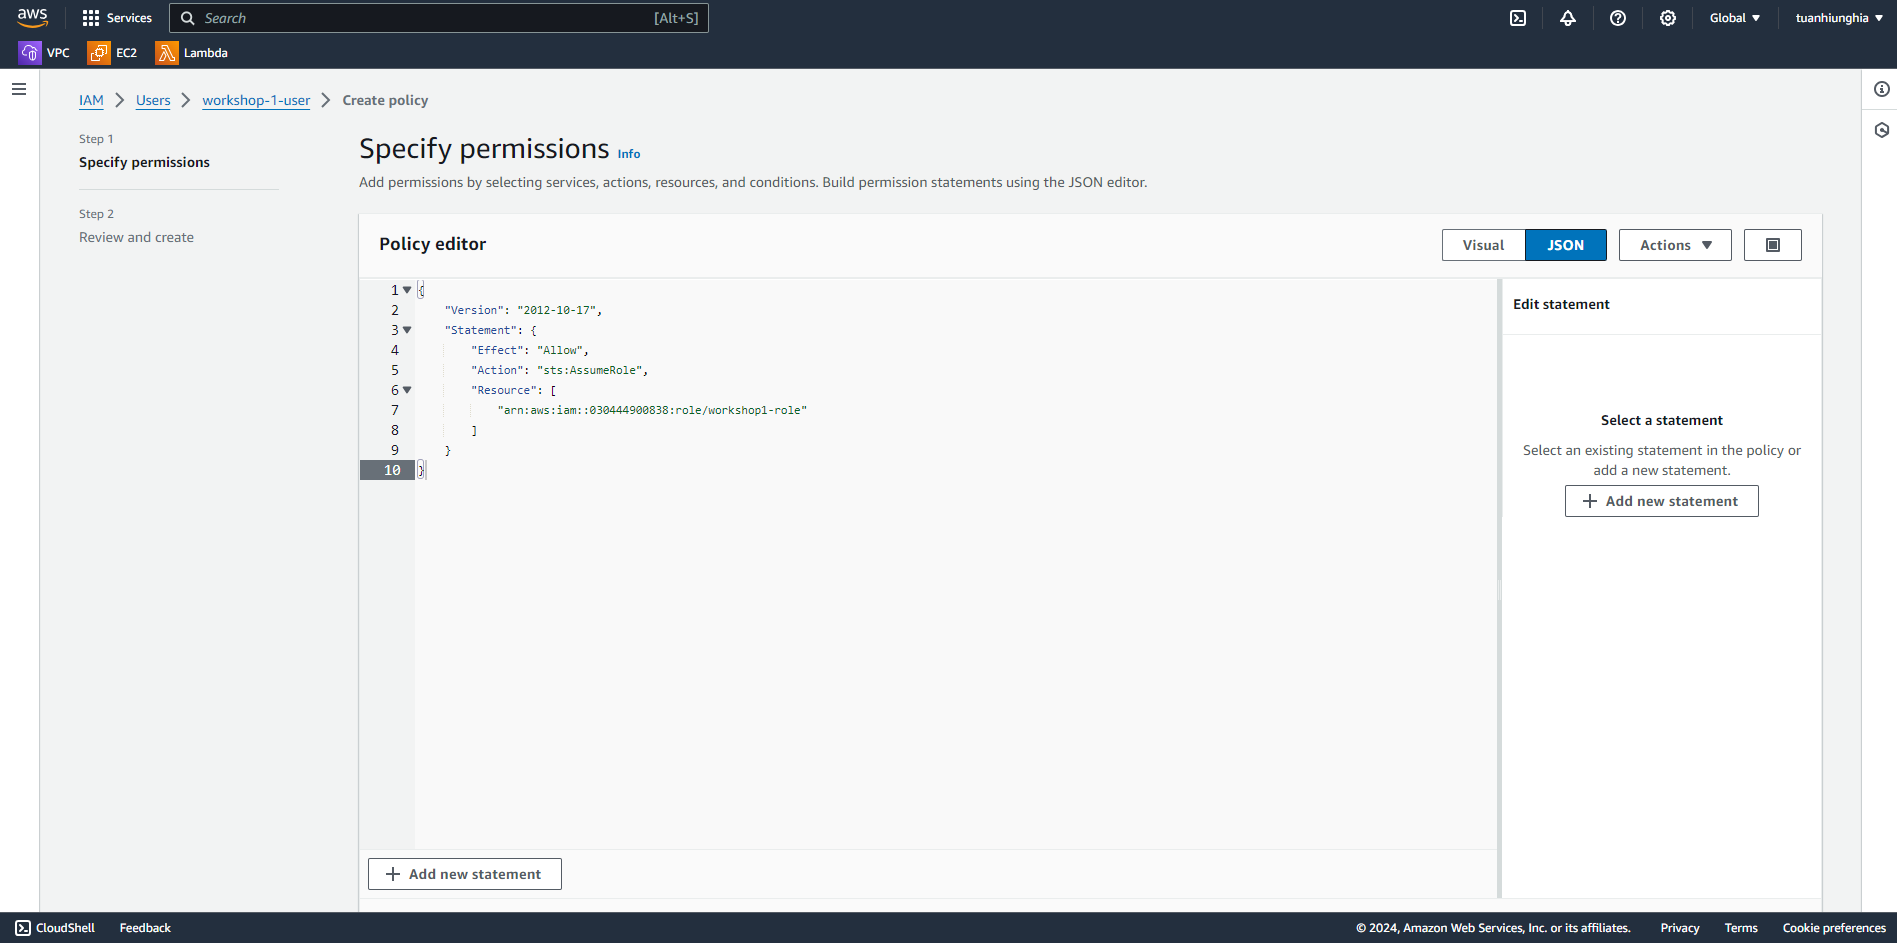 aws
Services
Search [Alt+S]
Global
tuanhiunghia
VPC
EC2
Lambda
IAM > Users > workshop-1-user > Create policy
Step 1
Specify permissions
Step 2
Review and create
Specify permissions Info
Add permissions by selecting services, actions, resources, and conditions. Build permission statements using the JSON editor.
Policy editor
Visual
JSON
Actions
1 {
2 "Version": "2012-10-17",
3 "Statement": {
4 "Effect": "Allow",
5 "Action": "sts:AssumeRole",
6 "Resource": [
7 "arn:aws:iam::030444900838:role/workshop1-role"
8 ]
9 }
10 }
+ Add new statement
Edit statement
Select a statement
Select an existing statement in the policy or
add a new statement.
+ Add new statement
CloudShell
Feedback
© 2024, Amazon Web Services, Inc. or its affiliates.
Privacy
Terms
Cookie preferences